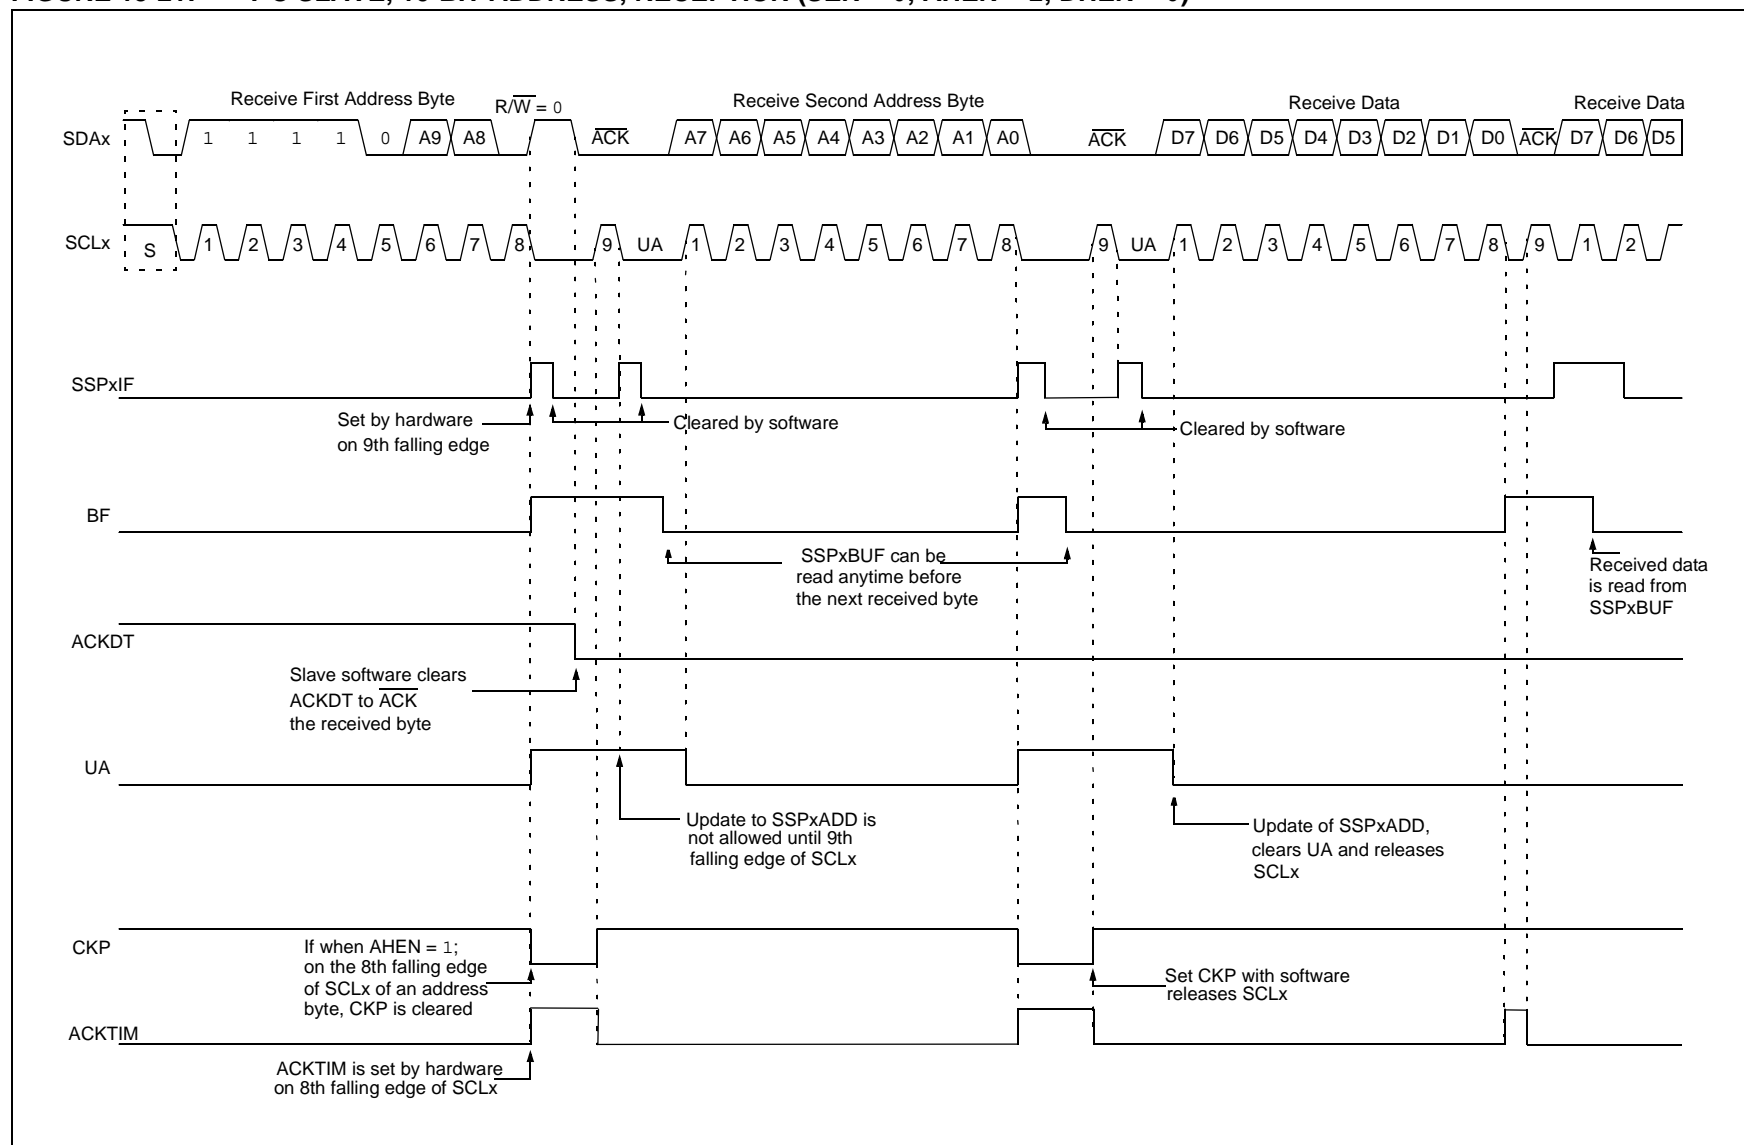 Receive First Address Byte
R/W = 0
Receive Second Address Byte
Receive Data
Receive Data
SDAx
1 1 1 1 0 A9 A8
ACK
A7 A6 A5 A4 A3 A2 A1 A0
ACK
D7 D6 D5 D4 D3 D2 D1 D0
ACK
D7 D6 D5
SCLx
S
1 2 3 4 5 6 7 8
9
UA
1 2 3 4 5 6 7 8
9
UA
1 2 3 4 5 6 7 8
9
1 2
SSPxIF
Set by hardware
on 9th falling edge
Cleared by software
Cleared by software
BF
SSPxBUF can be
read anytime before
the next received byte
Received data
is read from
SSPxBUF
ACKDT
Slave software clears
ACKDT to ACK
the received byte
UA
Update to SSPxADD is
not allowed until 9th
falling edge of SCLx
Update of SSPxADD,
clears UA and releases
SCLx
CKP
If when AHEN = 1;
on the 8th falling edge
of SCLx of an address
byte, CKP is cleared
Set CKP with software
releases SCLx
ACKTIM
ACKTIM is set by hardware
on 8th falling edge of SCLx